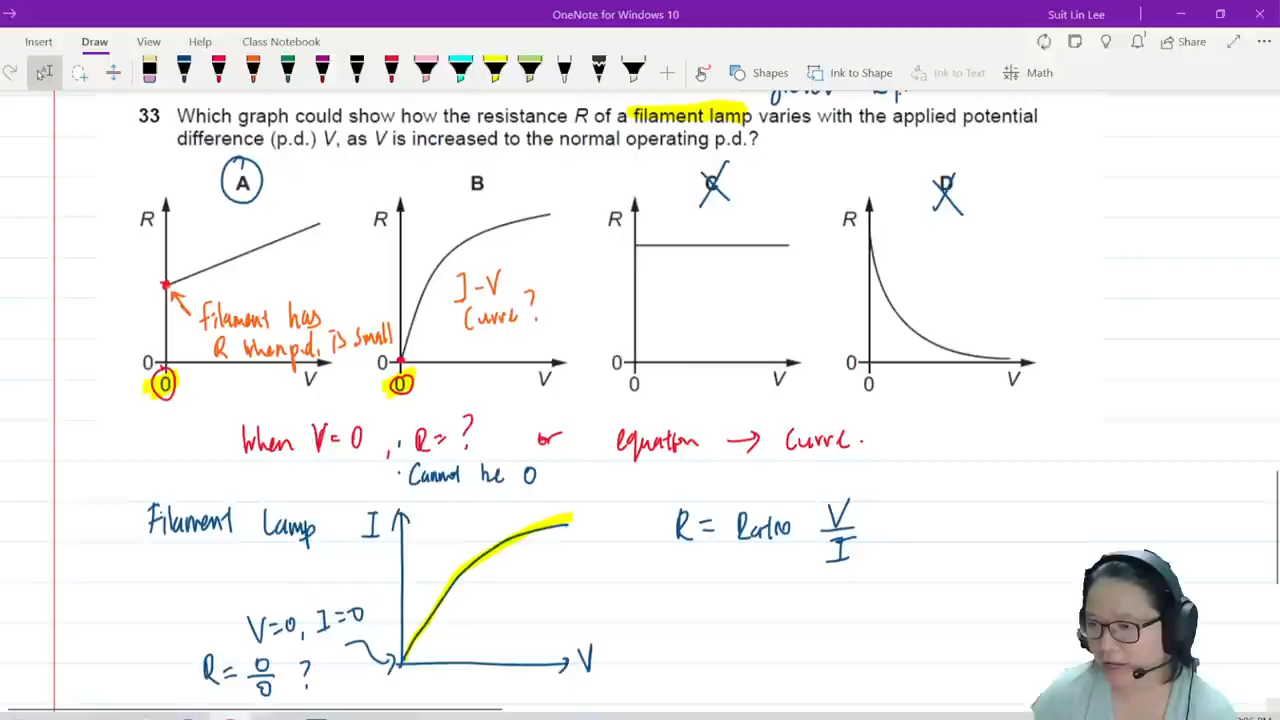 OneNote for Windows 10
Suit Lin Lee
Insert Draw View Help Class Notebook
Share
Shapes Ink to Shape Ink to Text Math
33 Which graph could show how the resistance R of a filament lamp varies with the applied potential
difference (p.d.) V, as V is increased to the normal operating p.d.?
A B C D
R R R R
I-V
curve?
filament has
R when p.d. is small
0 0 0 0
0 V 0 V 0 V 0 V
When V=0, R=? or equation → curve.
· Cannot be 0
Filament lamp I
R = Ratio V/I
V=0, I=0
R = 0/0 ?
V